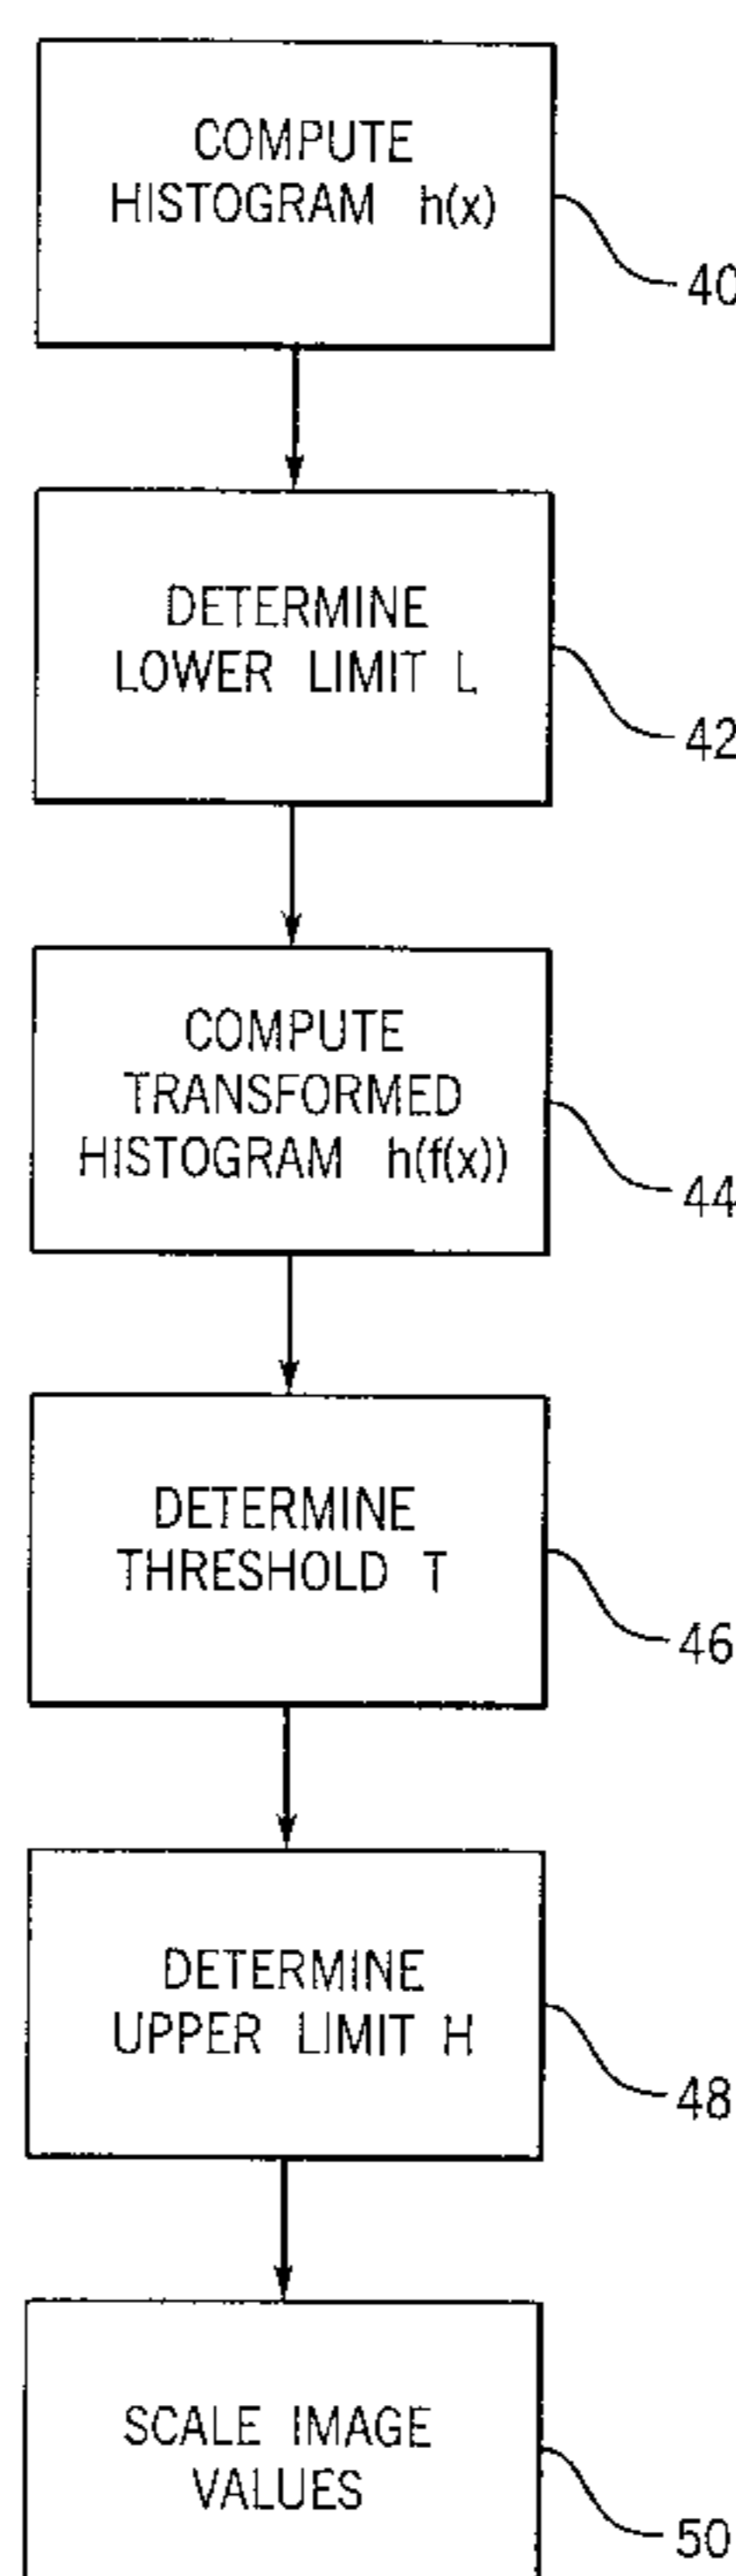 COMPUTE
HISTOGRAM h(x)
40
DETERMINE
LOWER LIMIT L
42
COMPUTE
TRANSFORMED
HISTOGRAM h(f(x))
44
DETERMINE
THRESHOLD T
46
DETERMINE
UPPER LIMIT H
48
SCALE IMAGE
VALUES
50